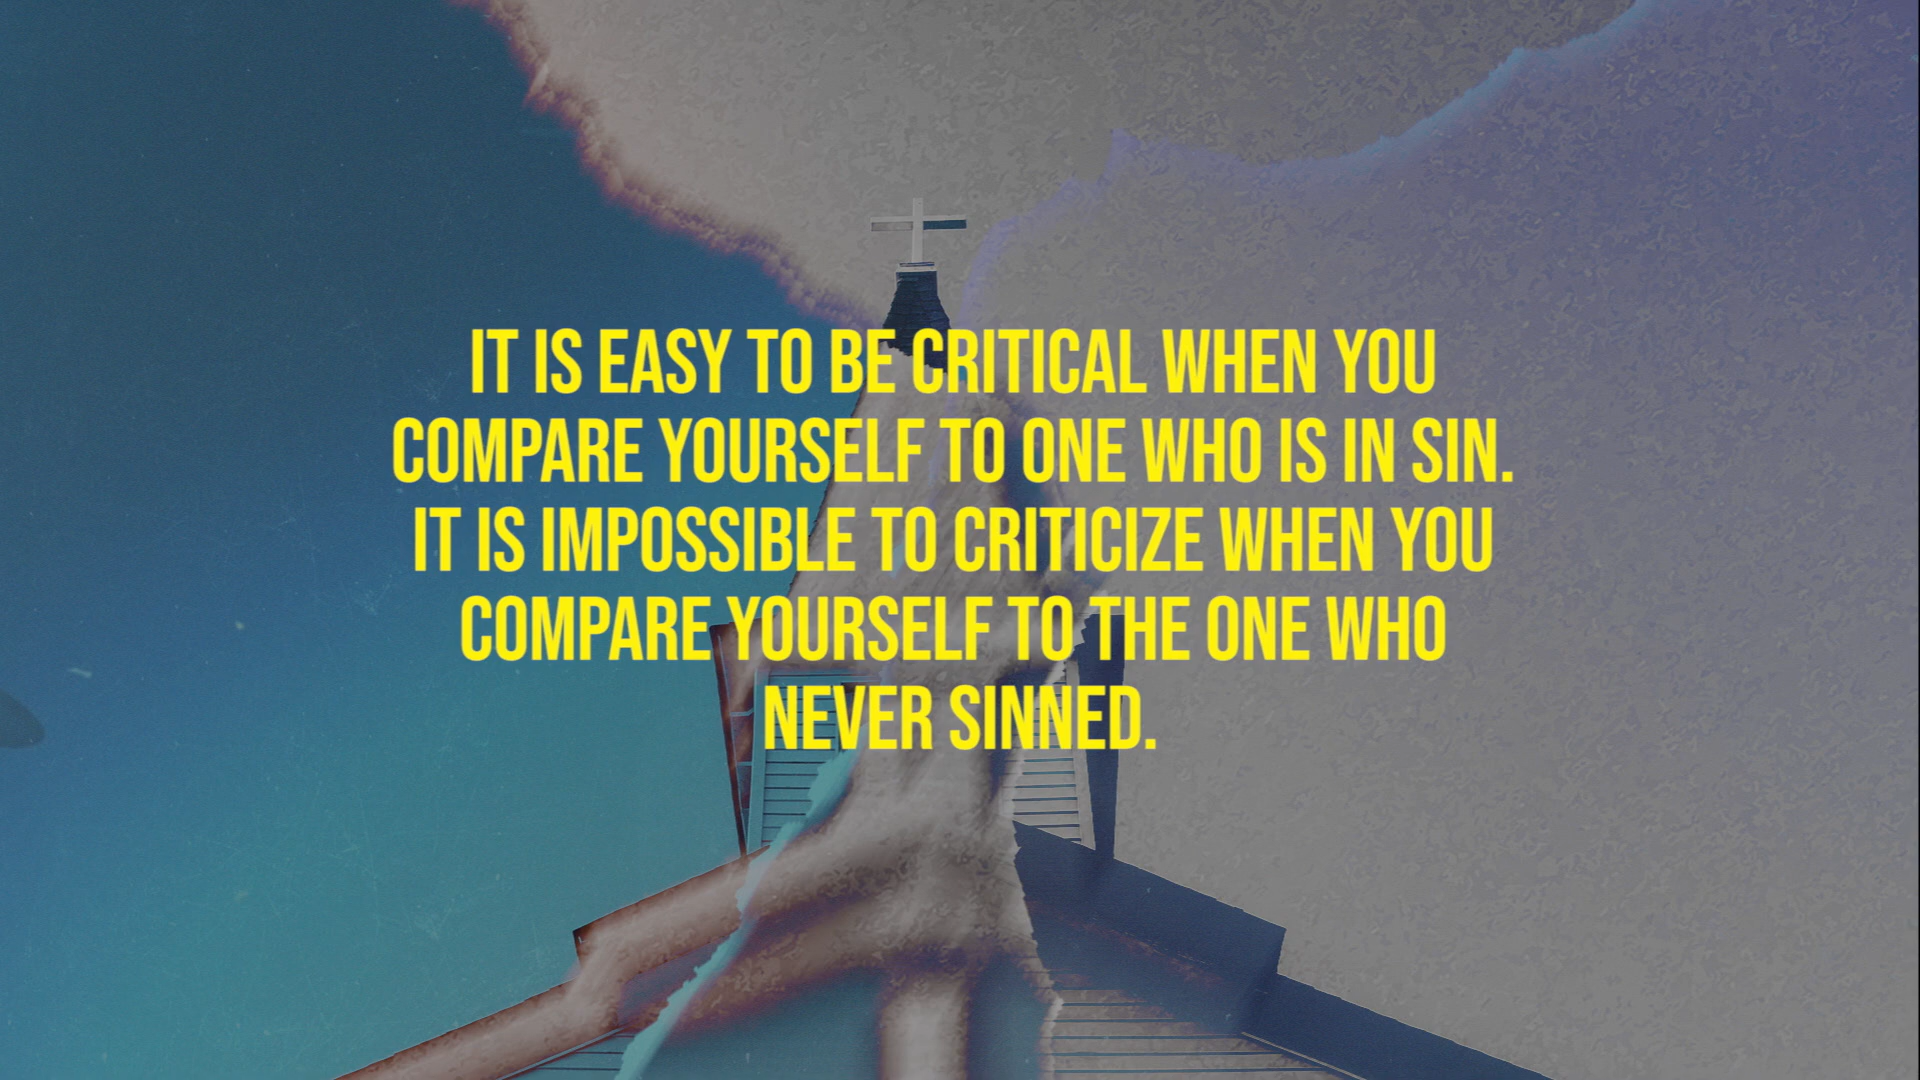 IT IS EASY TO BE CRITICAL WHEN YOU
COMPARE YOURSELF TO ONE WHO IS IN SIN.
IT IS IMPOSSIBLE TO CRITICIZE WHEN YOU
COMPARE YOURSELF TO THE ONE WHO
NEVER SINNED.